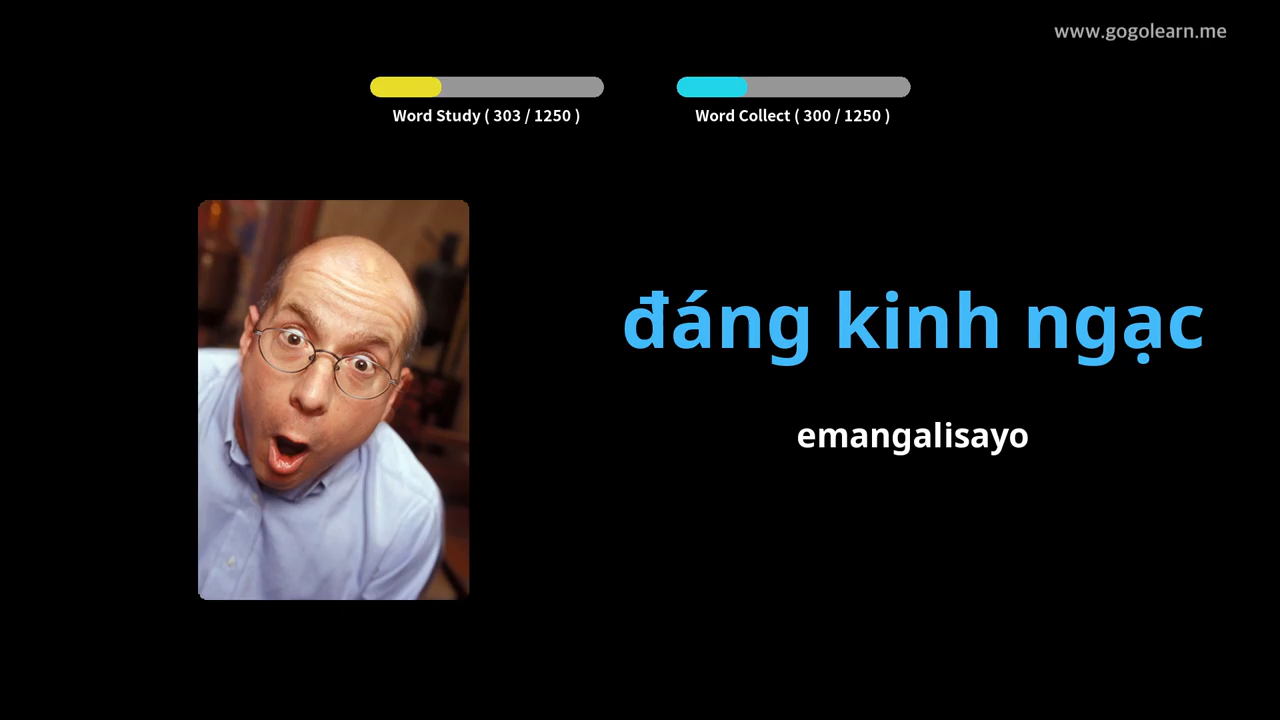 www.gogolearn.me
Word Study ( 303 / 1250 )
Word Collect ( 300 / 1250 )
đáng kinh ngạc
emangalisayo